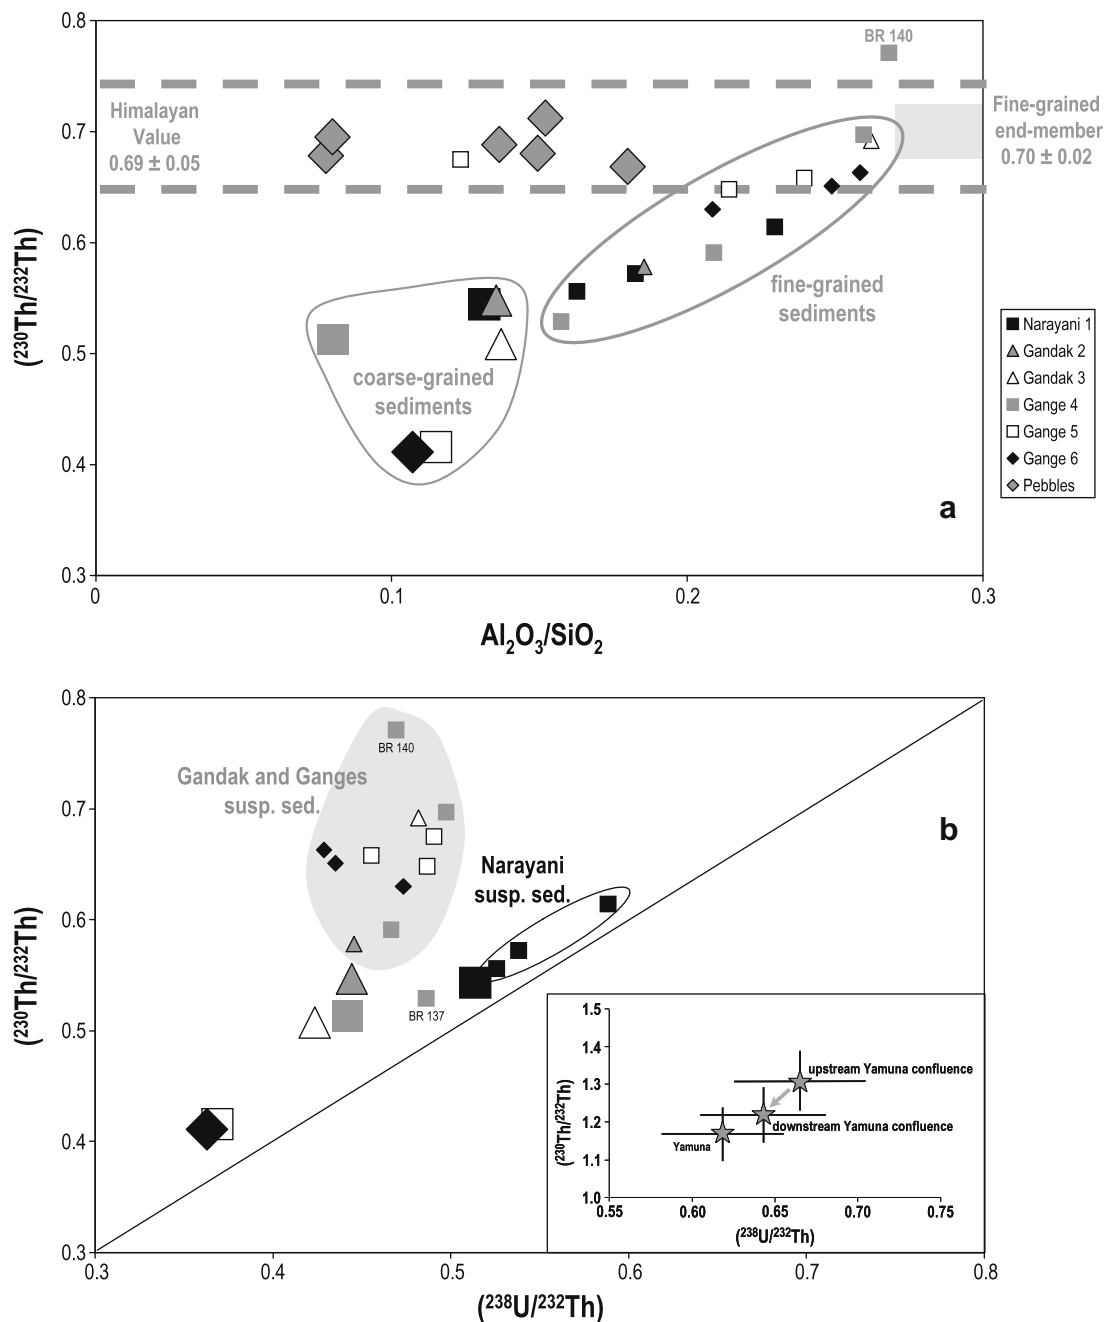 0.8
0.7
0.6
0.5
0.4
0.3
(²³⁰Th/²³²Th)
BR 140
Himalayan
Value
0.69 ± 0.05
Fine-grained
end-member
0.70 ± 0.02
fine-grained
sediments
coarse-grained
sediments
a
0 0.1 0.2 0.3
Al₂O₃/SiO₂
Narayani 1
Gandak 2
Gandak 3
Gange 4
Gange 5
Gange 6
Pebbles
0.8
0.7
0.6
0.5
0.4
0.3
(²³⁰Th/²³²Th)
BR 140
Gandak and Ganges
susp. sed.
b
Narayani
susp. sed.
BR 137
1.5
1.4
1.3
1.2
1.1
1.0
(²³⁰Th/²³²Th)
upstream Yamuna confluence
downstream Yamuna confluence
Yamuna
0.55 0.60 0.65 0.70 0.75
(²³⁸U/²³²Th)
0.3 0.4 0.5 0.6 0.7 0.8
(²³⁸U/²³²Th)